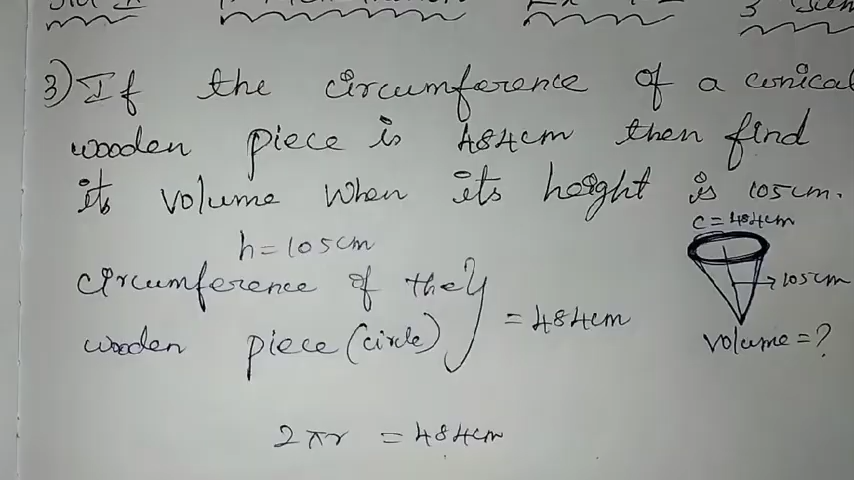 3) If the circumference of a conical
wooden piece is 484cm then find
its volume when its height is 105cm.
c=484cm
h=105cm
circumference of the } = 484cm
wooden piece (circle)
105cm
volume=?
2πr = 484cm